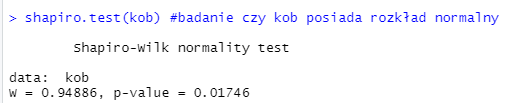 > shapiro.test(kob) #badanie czy kob posiada rozkład normalny
Shapiro-Wilk normality test
data:  kob
W = 0.94886, p-value = 0.01746